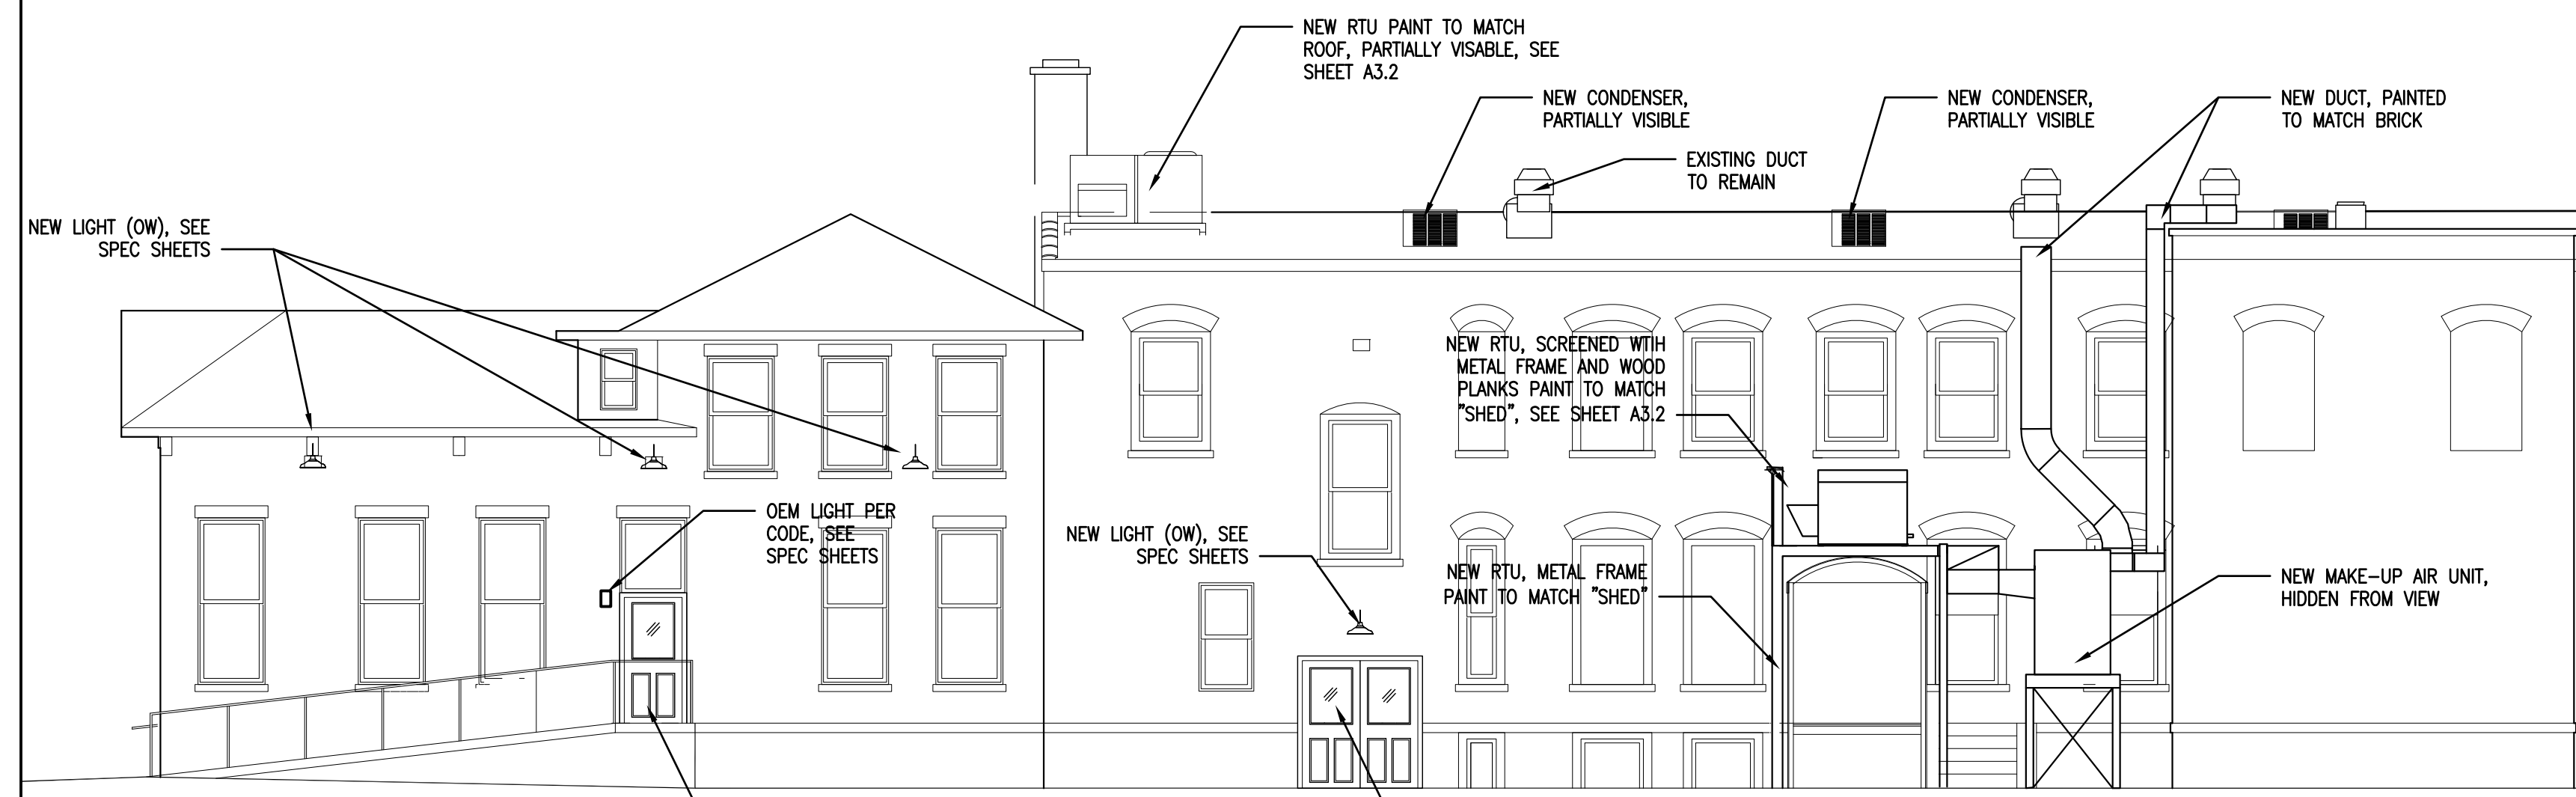 NEW RTU PAINT TO MATCH
ROOF, PARTIALLY VISABLE, SEE
SHEET A3.2
NEW CONDENSER,
PARTIALLY VISIBLE
NEW CONDENSER,
PARTIALLY VISIBLE
NEW DUCT, PAINTED
TO MATCH BRICK
EXISTING DUCT
TO REMAIN
NEW LIGHT (OW), SEE
SPEC SHEETS
NEW RTU, SCREENED WTIH
METAL FRAME AND WOOD
PLANKS PAINT TO MATCH
"SHED", SEE SHEET A3.2
OEM LIGHT PER
CODE, SEE
SPEC SHEETS
NEW LIGHT (OW), SEE
SPEC SHEETS
NEW RTU, METAL FRAME
PAINT TO MATCH "SHED"
NEW MAKE-UP AIR UNIT,
HIDDEN FROM VIEW